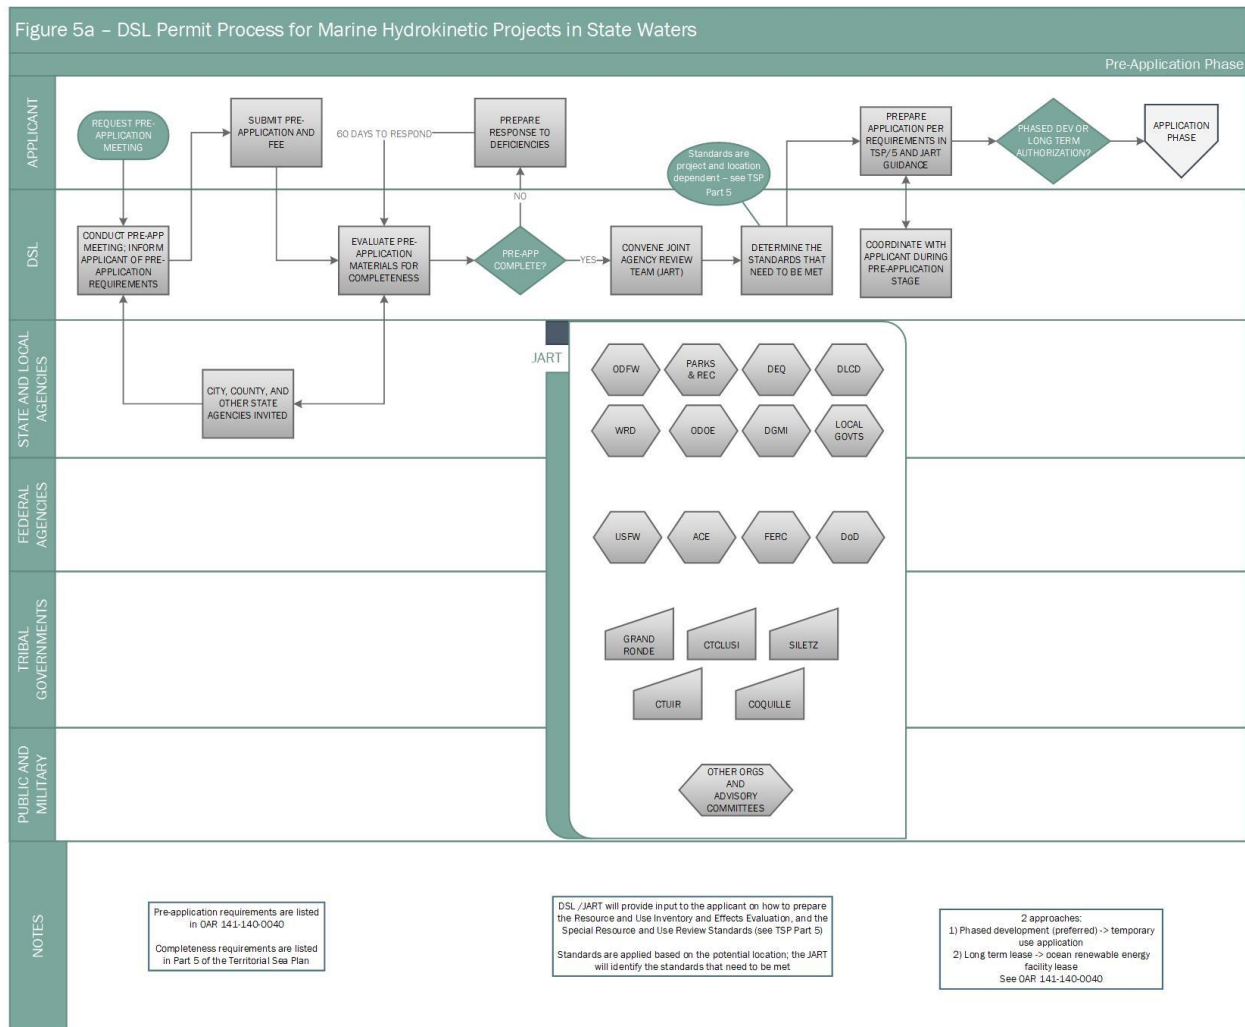 Figure 5a – DSL Permit Process for Marine Hydrokinetic Projects in State Waters
Pre-Application Phase
APPLICANT
REQUEST PRE-
APPLICATION
MEETING
SUBMIT PRE-
APPLICATION AND
FEE
60 DAYS TO RESPOND
PREPARE
RESPONSE TO
DEFICIENCIES
Standards are
project and location
dependent – see TSP
Part 5
PREPARE
APPLICATION PER
REQUIREMENTS IN
TSP/5 AND JART
GUIDANCE
PHASED DEV OR
LONG TERM
AUTHORIZATION?
APPLICATION
PHASE
DSL
CONDUCT PRE-APP
MEETING; INFORM
APPLICANT OF PRE-
APPLICATION
REQUIREMENTS
EVALUATE PRE-
APPLICATION
MATERIALS FOR
COMPLETENESS
NO
PRE-APP
COMPLETE?
YES
CONVENE JOINT
AGENCY REVIEW
TEAM (JART)
DETERMINE THE
STANDARDS THAT
NEED TO BE MET
COORDINATE WITH
APPLICANT DURING
PRE-APPLICATION
STAGE
STATE AND LOCAL
AGENCIES
CITY, COUNTY, AND
OTHER STATE
AGENCIES INVITED
JART
ODFW
PARKS
& REC
DEQ
DLCD
WRD
ODOE
DGMI
LOCAL
GOVTS
FEDERAL
AGENCIES
USFW
ACE
FERC
DoD
TRIBAL
GOVERNMENTS
GRAND
RONDE
CTCLUSI
SILETZ
CTUIR
COQUILLE
PUBLIC AND
MILITARY
OTHER ORGS
AND
ADVISORY
COMMITTEES
NOTES
Pre-application requirements are listed
in OAR 141-140-0040
Completeness requirements are listed
in Part 5 of the Territorial Sea Plan
DSL /JART will provide input to the applicant on how to prepare
the Resource and Use Inventory and Effects Evaluation, and the
Special Resource and Use Review Standards (see TSP Part 5)
Standards are applied based on the potential location; the JART
will identify the standards that need to be met
2 approaches:
1) Phased development (preferred) -> temporary
use application
2) Long term lease -> ocean renewable energy
facility lease
See OAR 141-140-0040